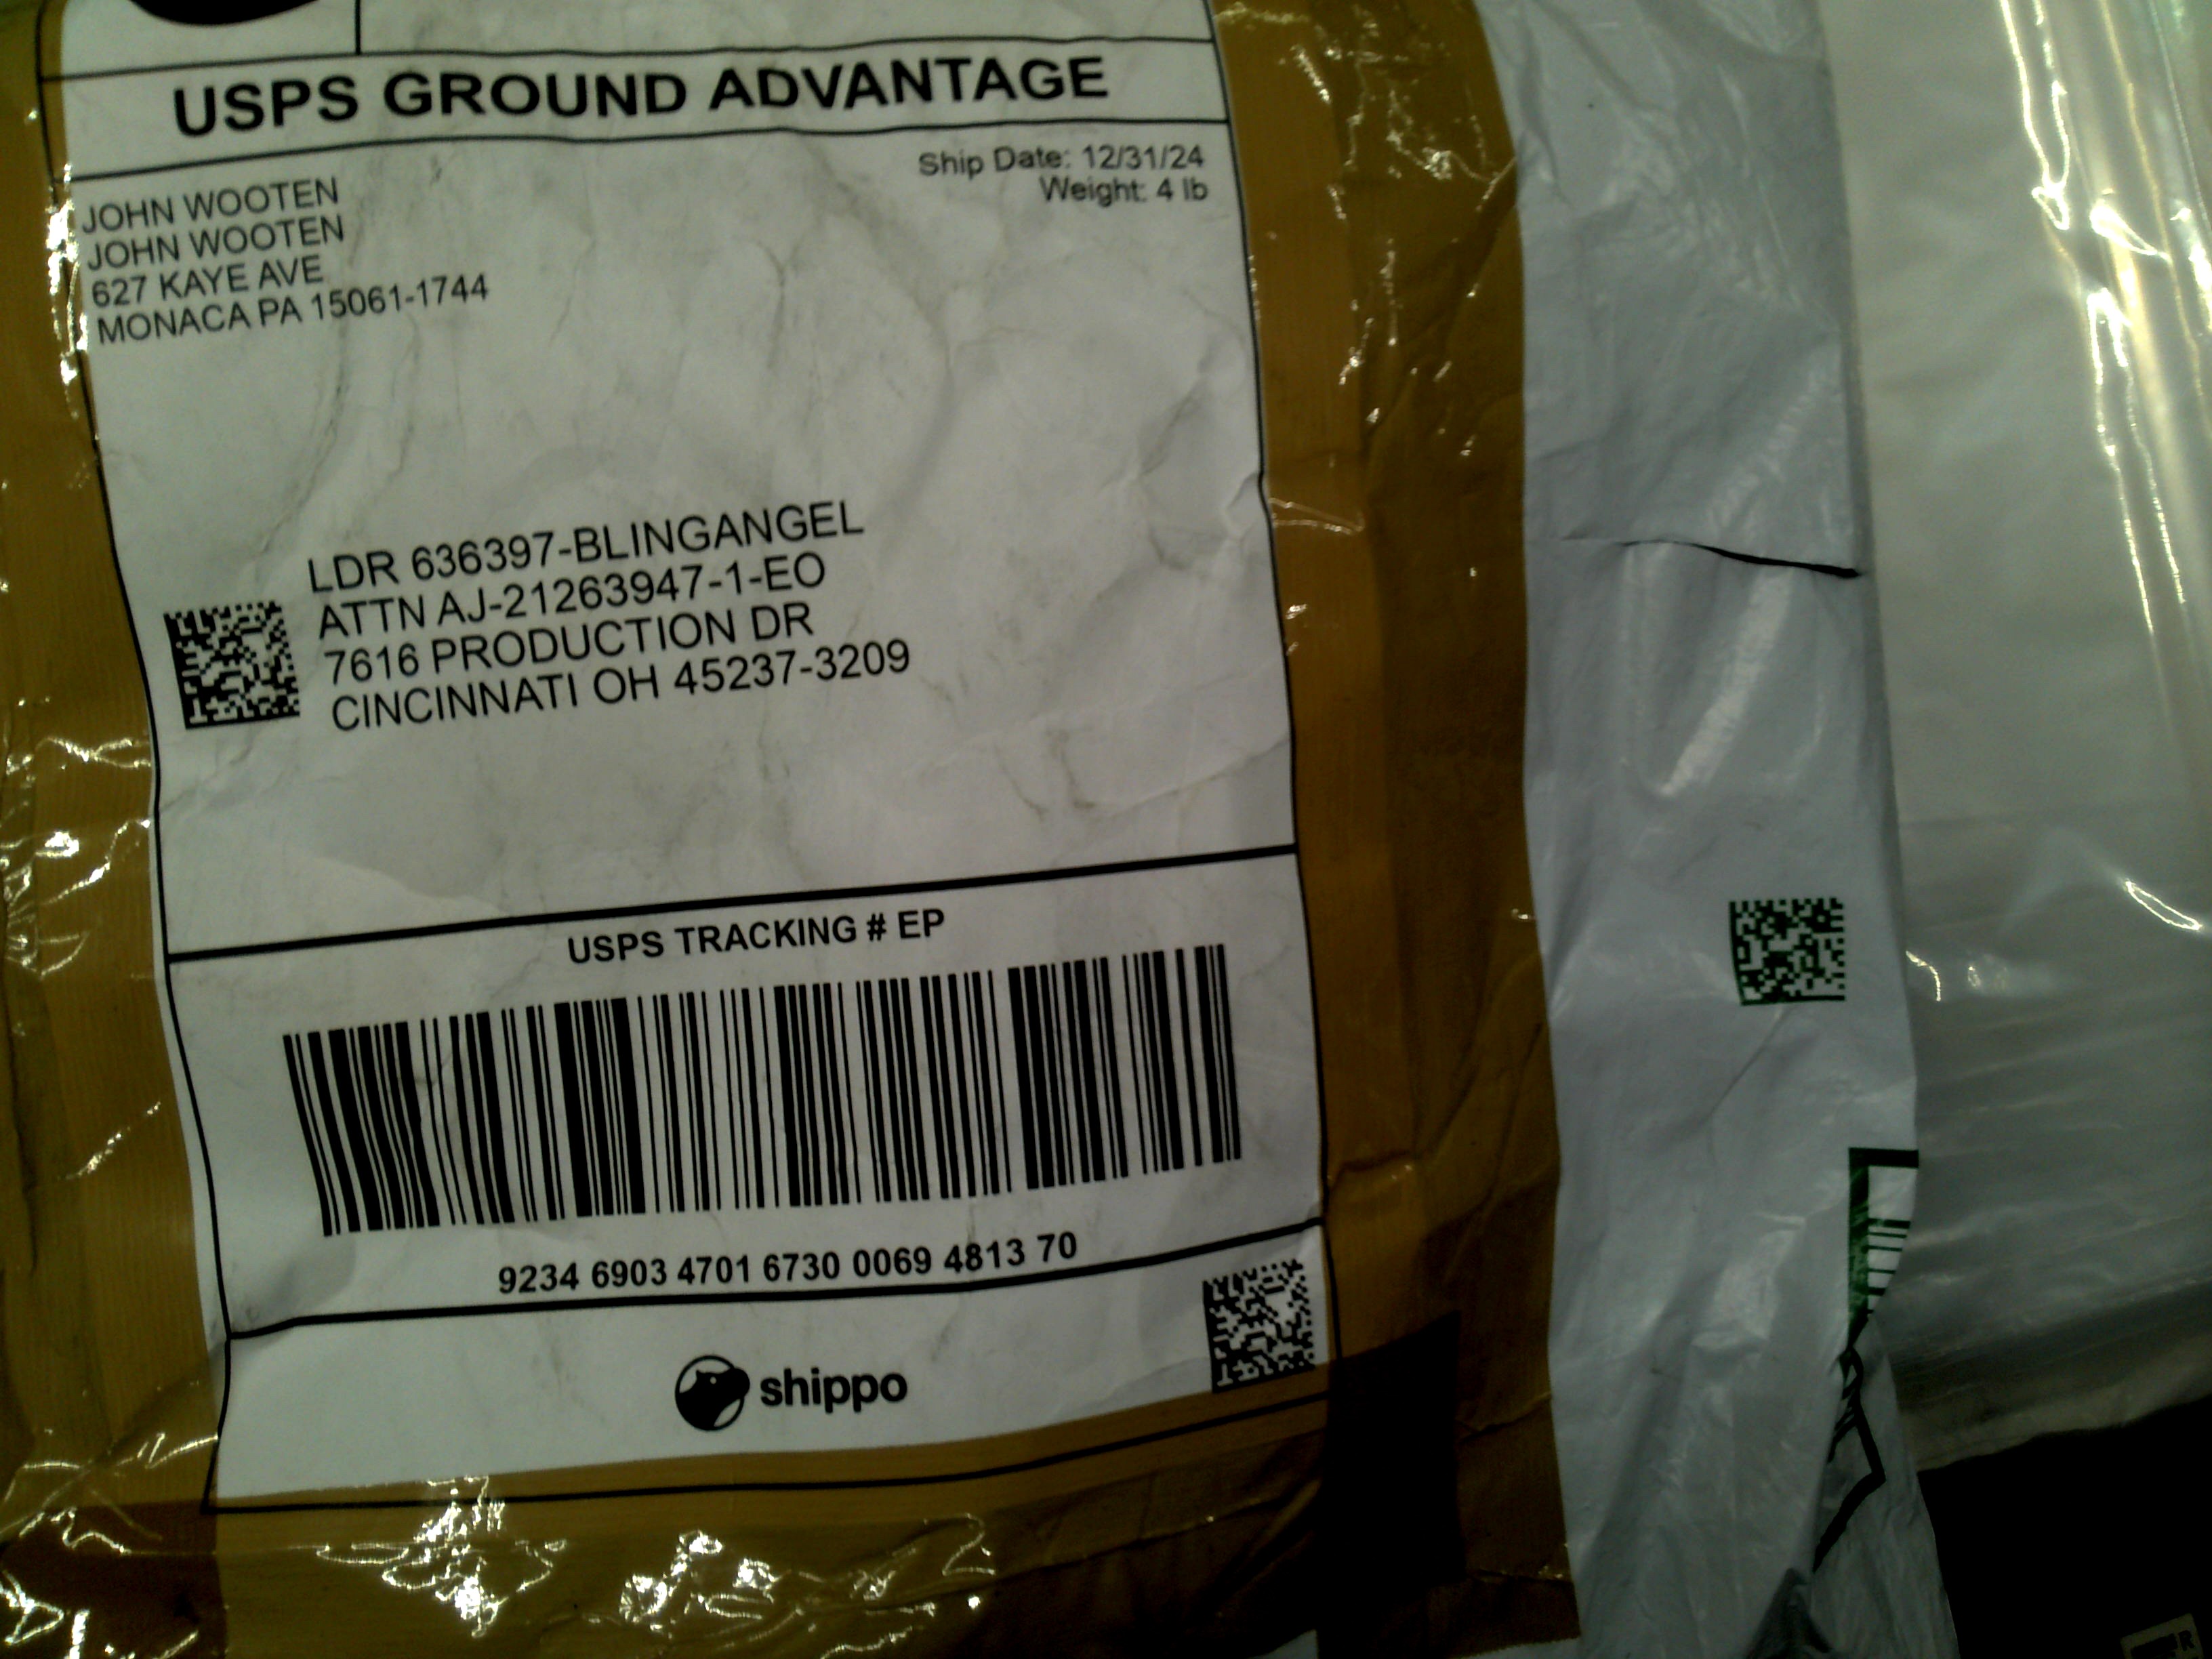 USPS GROUND ADVANTAGE
Ship Date: 12/31/24
Weight: 4 lb
JOHN WOOTEN
JOHN WOOTEN
627 KAYE AVE
MONACA PA 15061-1744
LDR 636397-BLINGANGEL
ATTN AJ-21263947-1-EO
7616 PRODUCTION DR
CINCINNATI OH 45237-3209
USPS TRACKING # EP
9234 6903 4701 6730 0069 4813 70
shippo